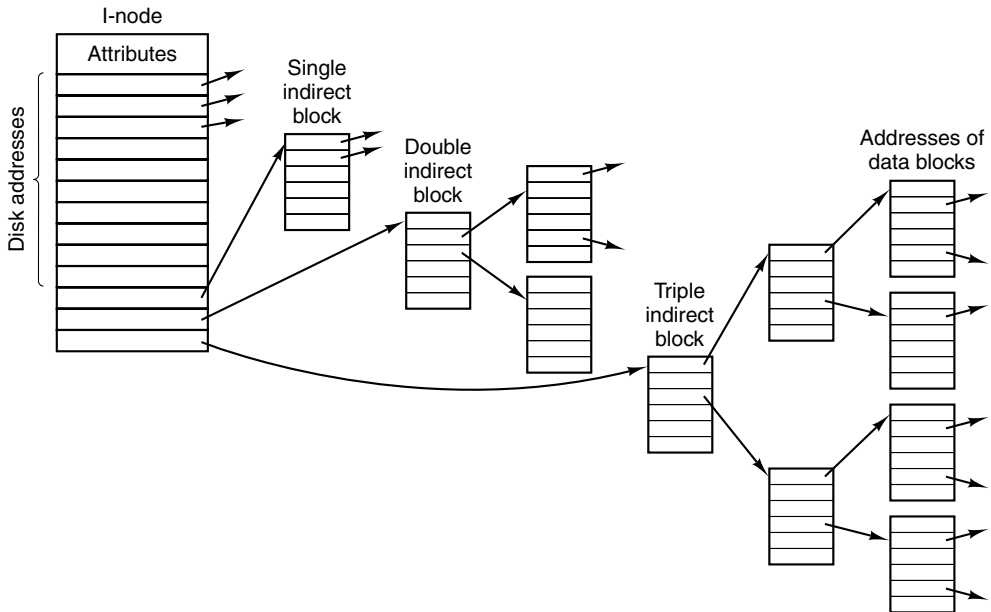 I-node
Attributes
Disk addresses
Single
indirect
block
Double
indirect
block
Triple
indirect
block
Addresses of
data blocks